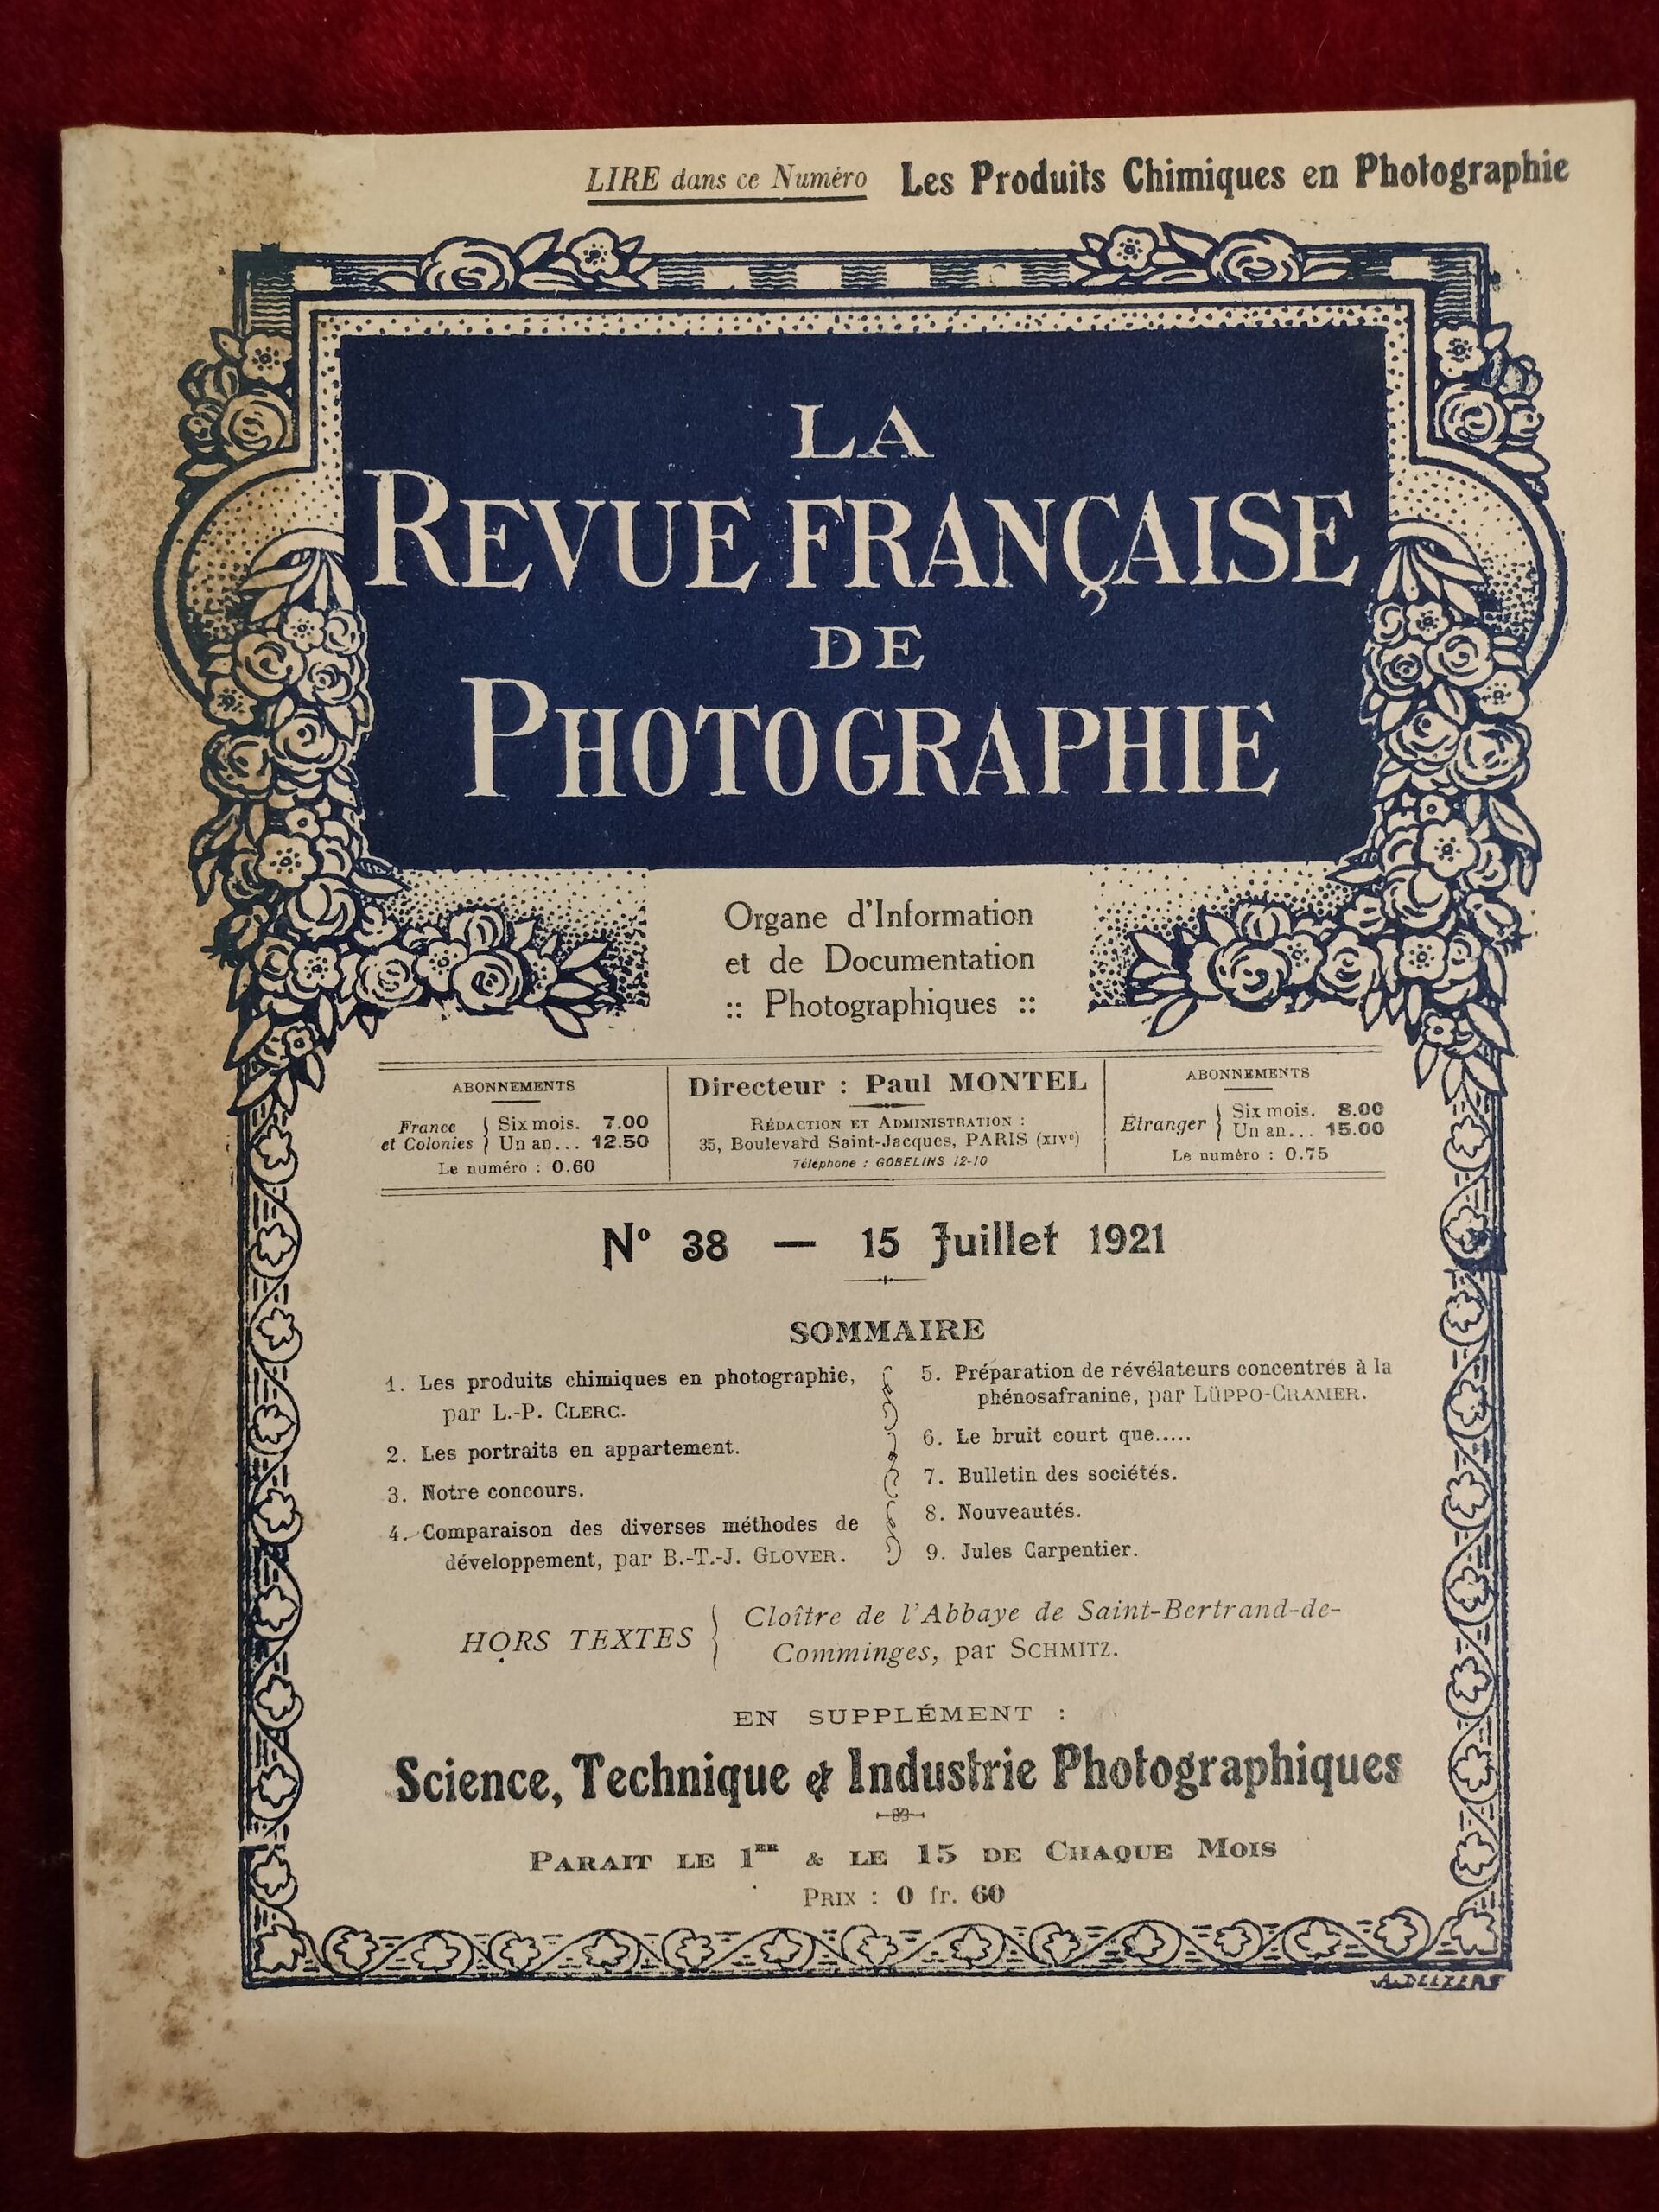 LIRE dans ce Numéro Les Produits Chimiques en Photographie
LA
REVUE FRANÇAISE
DE
PHOTOGRAPHIE
Organe d'Information
et de Documentation
:: Photographiques ::
ABONNEMENTS
France et Colonies { Six mois. 7.00
Un an... 12.50
Le numéro : 0.60
Directeur : Paul MONTEL
RÉDACTION ET ADMINISTRATION :
35, Boulevard Saint-Jacques, PARIS (XIVe)
Téléphone : GOBELINS 12-10
ABONNEMENTS
Etranger { Six mois. 8.00
Un an... 15.00
Le numéro : 0.75
No 38 — 15 Juillet 1921
SOMMAIRE
1. Les produits chimiques en photographie,
par L.-P. CLERC.
2. Les portraits en appartement.
3. Notre concours.
4. Comparaison des diverses méthodes de
développement, par B.-T.-J. GLOVER.
5. Préparation de révélateurs concentrés à la
phénosafranine, par LÜPPO-CRAMER.
6. Le bruit court que.....
7. Bulletin des sociétés.
8. Nouveautés.
9. Jules Carpentier.
HORS TEXTES { Cloître de l'Abbaye de Saint-Bertrand-de-
Comminges, par SCHMITZ.
EN SUPPLÉMENT :
Science, Technique et Industrie Photographiques
PARAIT LE 1ER & LE 15 DE CHAQUE MOIS
PRIX : 0 fr. 60
A. DELZERS